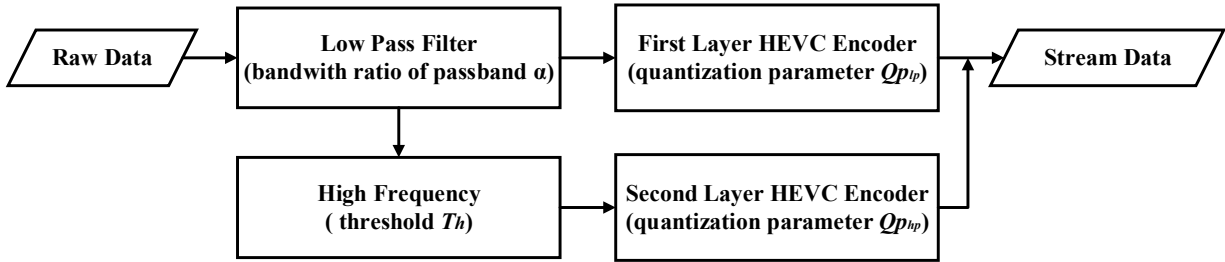 Raw Data
Low Pass Filter
(bandwith ratio of passband α)
First Layer HEVC Encoder
(quantization parameter Qplp)
Stream Data
High Frequency
( threshold Th)
Second Layer HEVC Encoder
(quantization parameter Qphp)